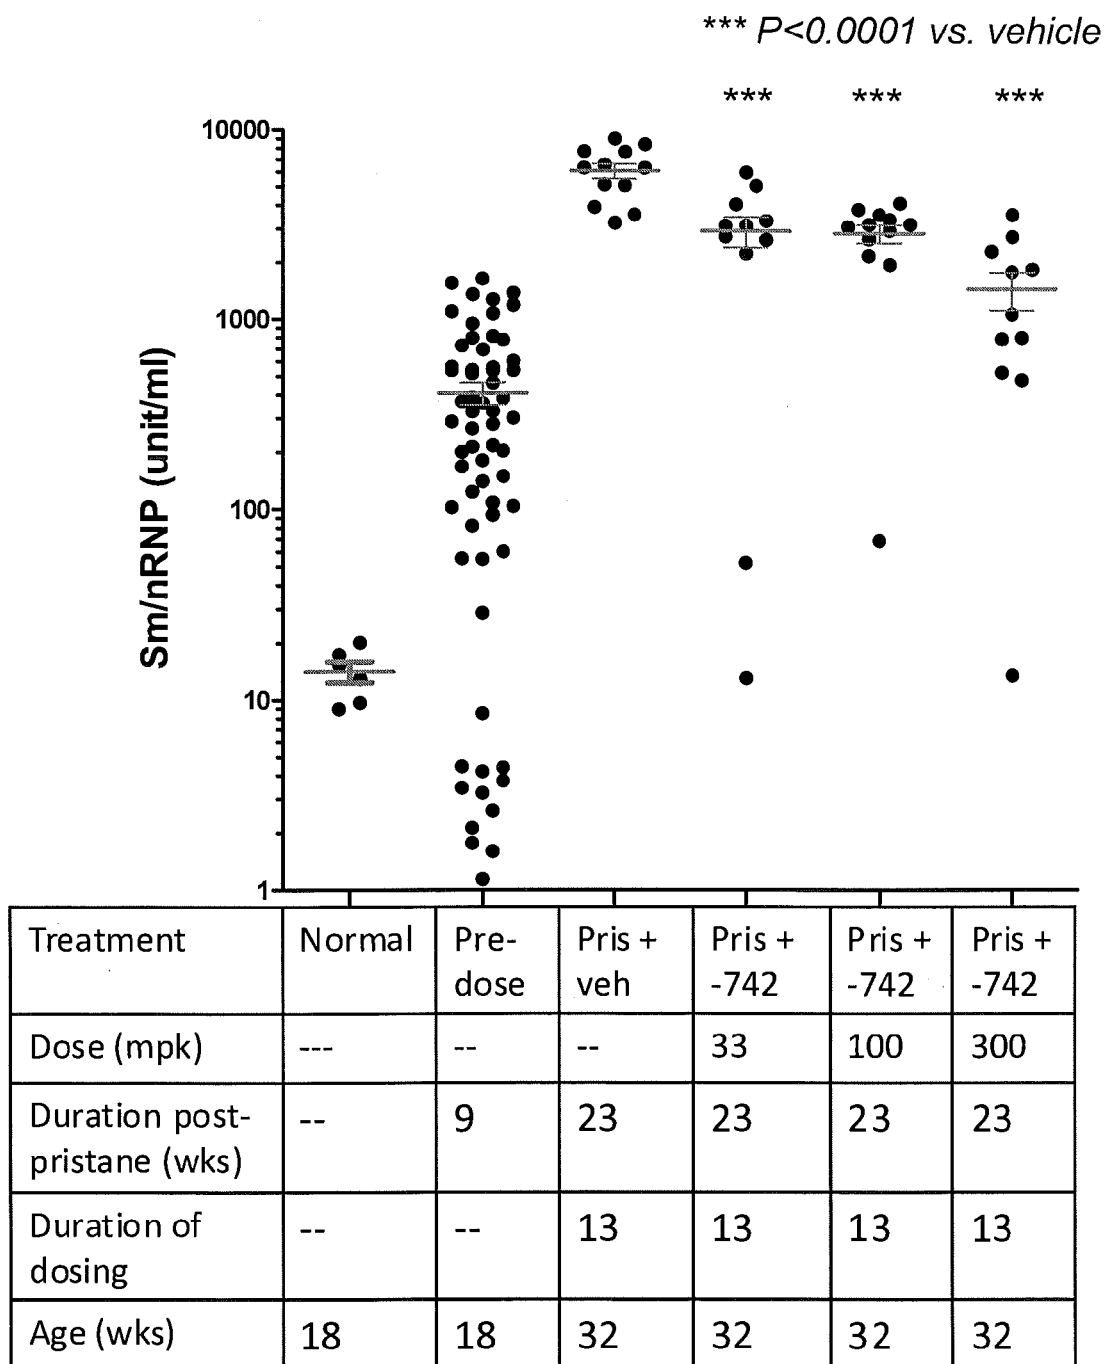 *** P<0.0001 vs. vehicle
*** *** ***
10000
1000
100
10
1
Sm/nRNP (unit/ml)
Treatment Normal Pre- Pris + Pris + Pris + Pris +
dose veh -742 -742 -742
Dose (mpk) --- -- -- 33 100 300
Duration post- -- 9 23 23 23 23
pristane (wks)
Duration of -- -- 13 13 13 13
dosing
Age (wks) 18 18 32 32 32 32